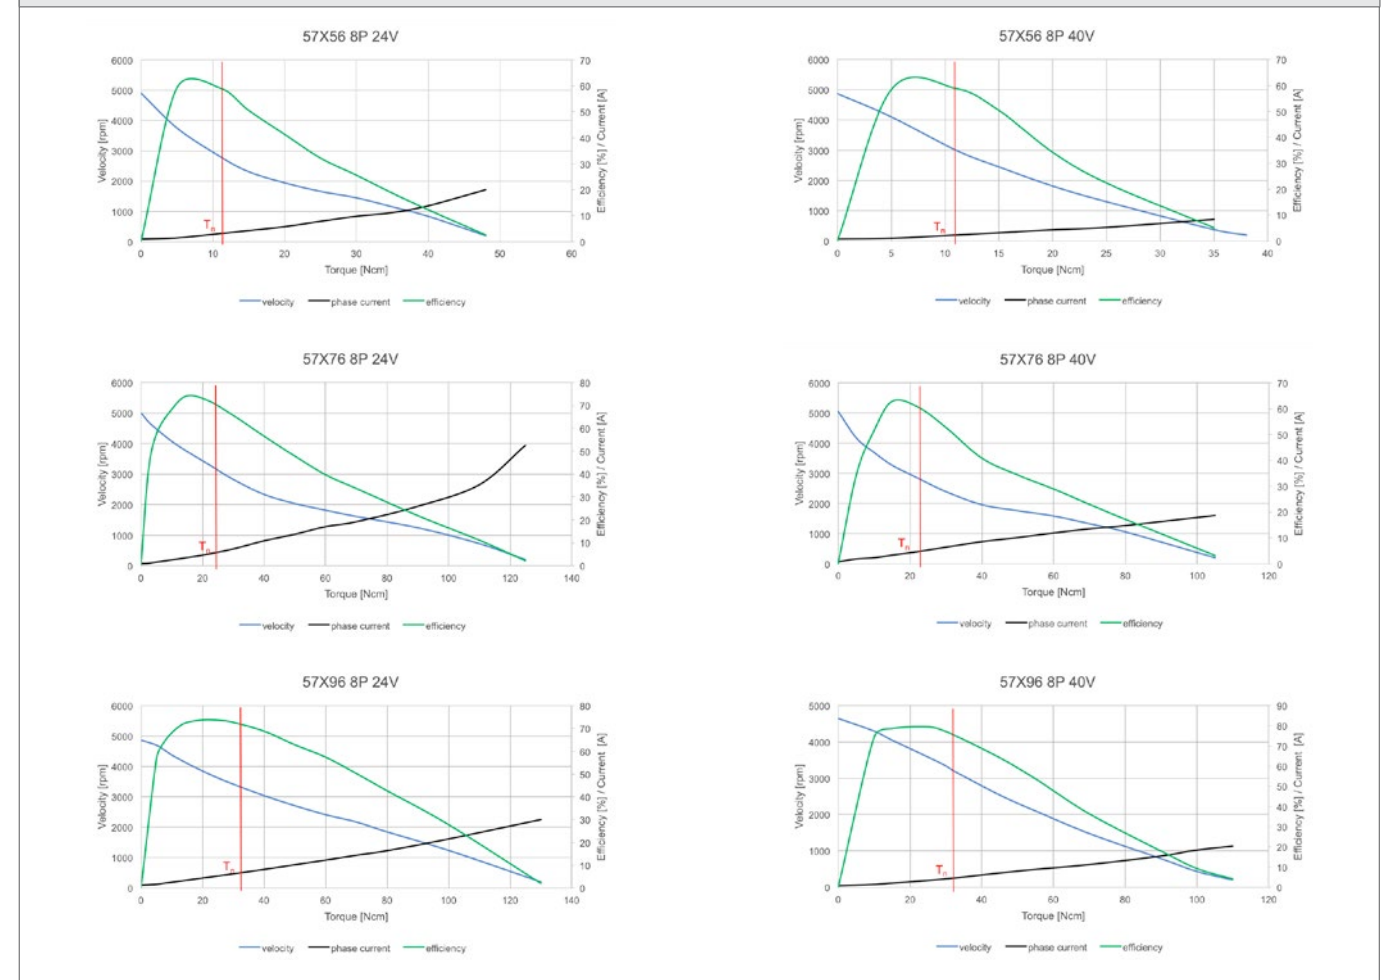 57X56 8P 24V
6000
5000
4000
3000
2000
1000
0
Velocity [rpm]
70
60
50
40
30
20
10
0
Efficiency [%] / Current [A]
Tn
0 10 20 30 40 50 60
Torque [Ncm]
velocity phase current efficiency
57X56 8P 40V
6000
5000
4000
3000
2000
1000
0
Velocity [rpm]
70
60
50
40
30
20
10
0
Efficiency [%] / Current [A]
Tn
0 5 10 15 20 25 30 35 40
Torque [Ncm]
velocity phase current efficiency
57X76 8P 24V
6000
5000
4000
3000
2000
1000
0
Velocity [rpm]
80
70
60
50
40
30
20
10
0
Efficiency [%] / Current [A]
Tn
0 20 40 60 80 100 120 140
Torque [Ncm]
velocity phase current efficiency
57X76 8P 40V
6000
5000
4000
3000
2000
1000
0
Velocity [rpm]
70
60
50
40
30
20
10
0
Efficiency [%] / Current [A]
Tn
0 20 40 60 80 100 120
Torque [Ncm]
velocity phase current efficiency
57X96 8P 24V
6000
5000
4000
3000
2000
1000
0
Velocity [rpm]
80
70
60
50
40
30
20
10
0
Efficiency [%] / Current [A]
Tn
0 20 40 60 80 100 120 140
Torque [Ncm]
velocity phase current efficiency
57X96 8P 40V
5000
4000
3000
2000
1000
0
Velocity [rpm]
90
80
70
60
50
40
30
20
10
0
Efficiency [%] / Current [A]
Tn
0 20 40 60 80 100 120
Torque [Ncm]
velocity phase current efficiency